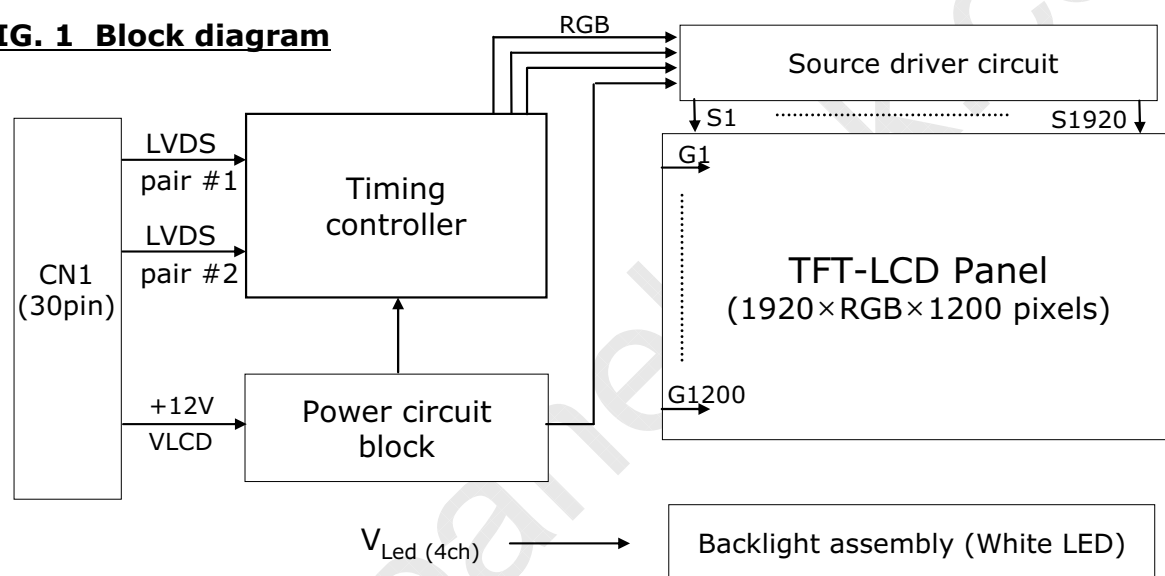 IG. 1 Block diagram
RGB
Source driver circuit
S1
S1920
CN1
(30pin)
LVDS
pair #1
LVDS
pair #2
Timing
controller
G1
TFT-LCD Panel
(1920×RGB×1200 pixels)
G1200
+12V
VLCD
Power circuit
block
VLed (4ch)
Backlight assembly (White LED)